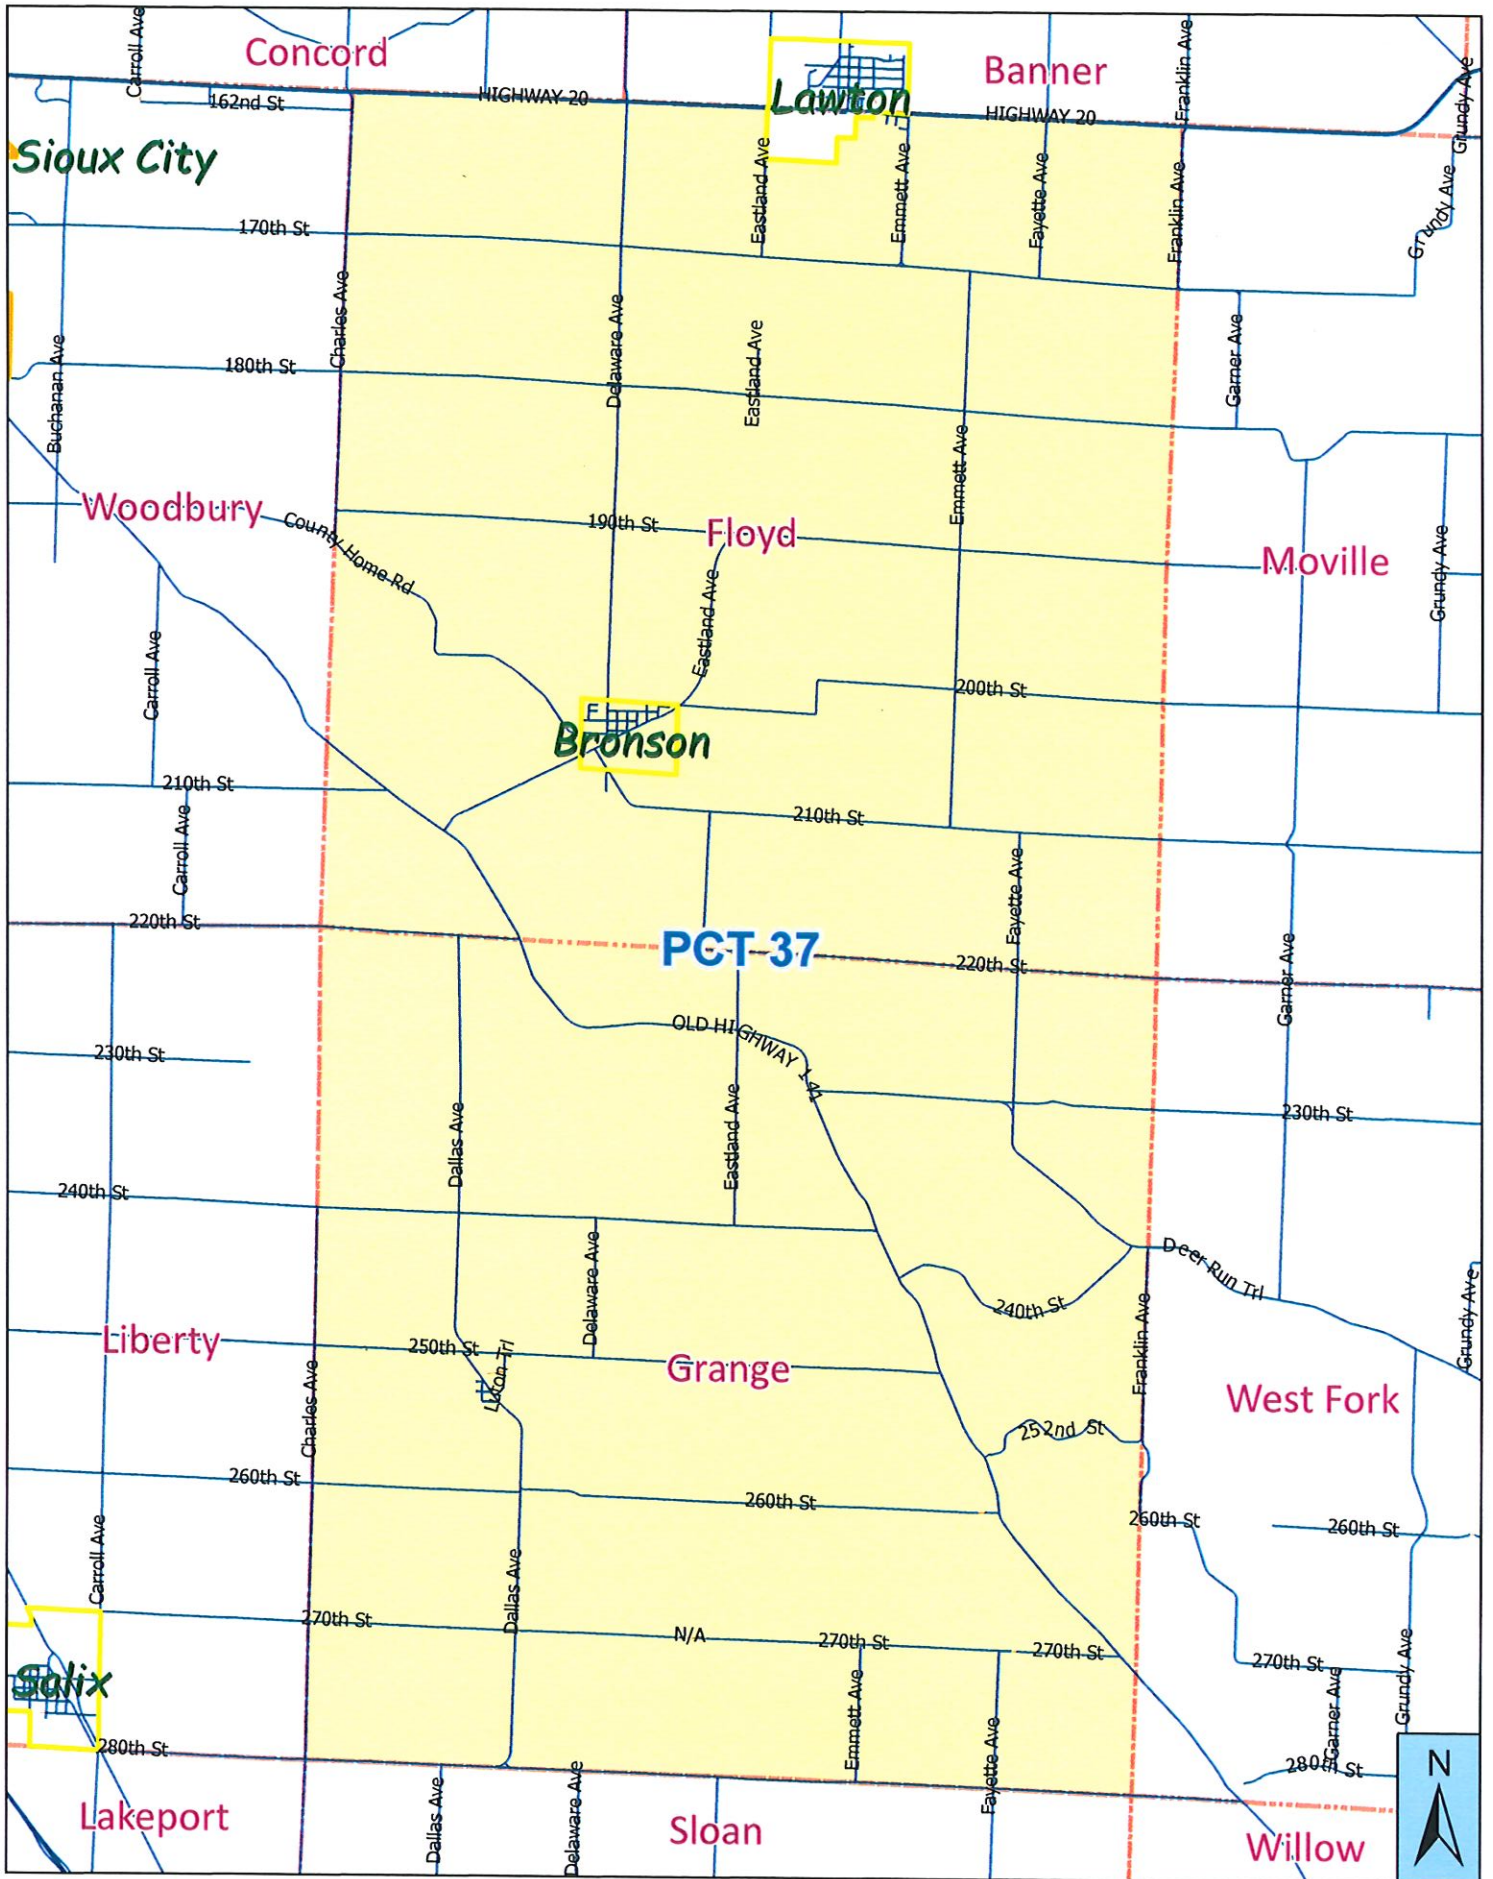 Concord
Banner
Carroll Ave
Franklin Ave
Grundy Ave
162nd St
HIGHWAY 20
Lawton
HIGHWAY 20
Sioux City
Eastland Ave
Emmett Ave
Fayette Ave
Franklin Ave
Grundy Ave
170th St
Charles Ave
Delaware Ave
Eastland Ave
Garner Ave
Buchanan Ave
180th St
Emmett Ave
Woodbury
County Home Rd
190th St
Floyd
Moville
Grundy Ave
Eastland Ave
Carroll Ave
200th St
Bronson
210th St
210th St
Carroll Ave
Fayette Ave
220th St
PCT 37
220th St
Garner Ave
OLD HIGHWAY 141
230th St
230th St
Dallas Ave
Eastland Ave
240th St
Deer Run Trl
Delaware Ave
240th St
Franklin Ave
Grundy Ave
Liberty
250th St
Luton Trl
Grange
West Fork
Charles Ave
252nd St
260th St
260th St
260th St
260th St
Carroll Ave
Dallas Ave
270th St
N/A
270th St
270th St
270th St
Grundy Ave
Salix
Emmett Ave
Fayette Ave
Garner Ave
280th St
280th St
N
Dallas Ave
Delaware Ave
Lakeport
Sloan
Willow